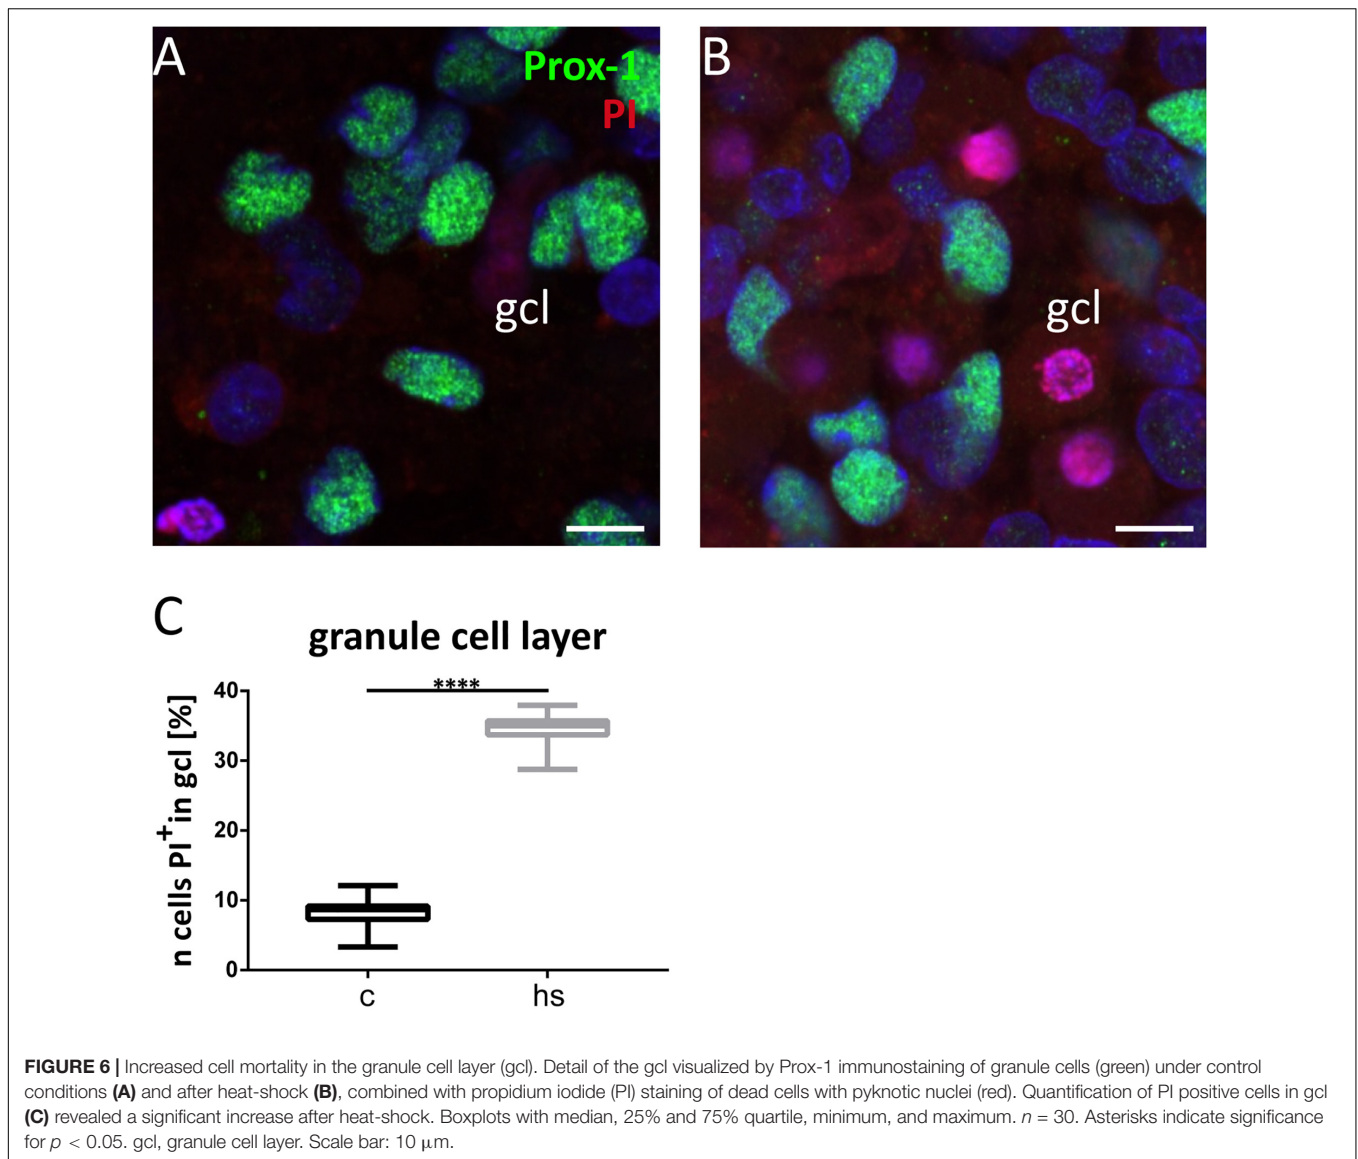 A
Prox-1
PI
gcl
B
gcl
C
granule cell layer
****
n cells PI⁺ in gcl [%]
40
30
20
10
0
c
hs
FIGURE 6 | Increased cell mortality in the granule cell layer (gcl). Detail of the gcl visualized by Prox-1 immunostaining of granule cells (green) under control
conditions (A) and after heat-shock (B), combined with propidium iodide (PI) staining of dead cells with pyknotic nuclei (red). Quantification of PI positive cells in gcl
(C) revealed a significant increase after heat-shock. Boxplots with median, 25% and 75% quartile, minimum, and maximum. n = 30. Asterisks indicate significance
for p < 0.05. gcl, granule cell layer. Scale bar: 10 μm.